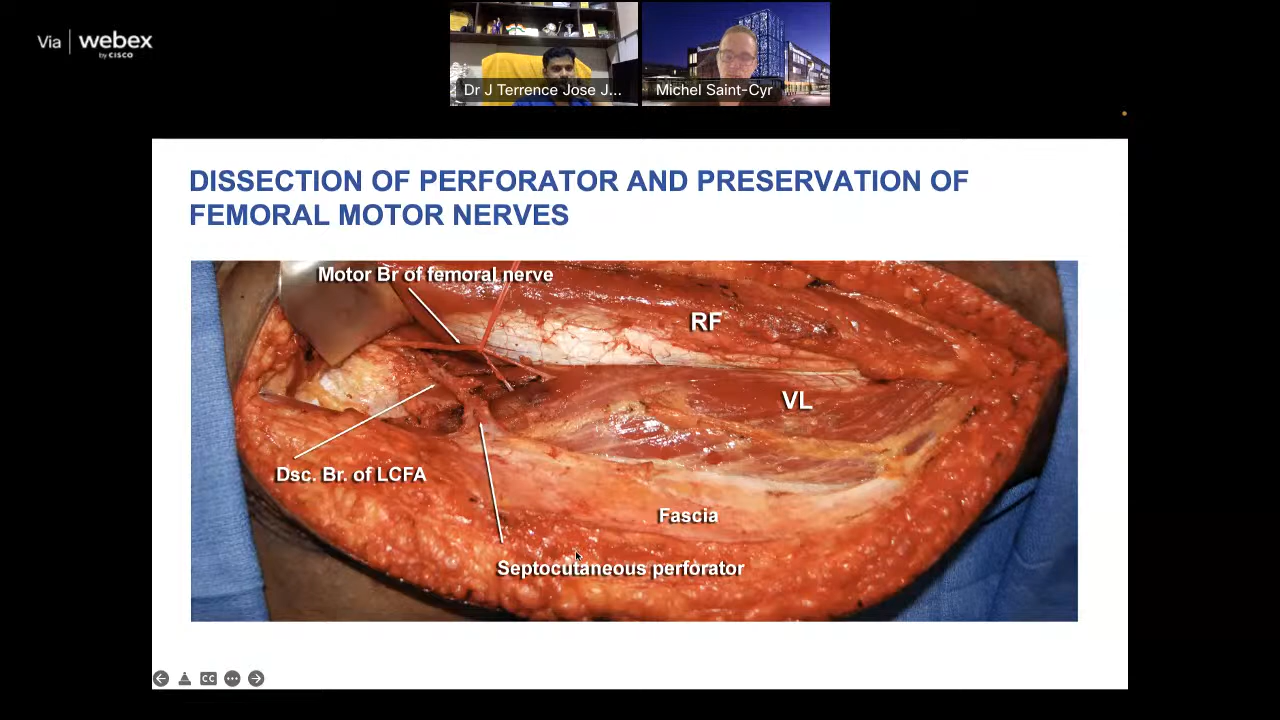 Via webex
by CISCO
Dr J Terrence Jose J...
Michel Saint-Cyr
DISSECTION OF PERFORATOR AND PRESERVATION OF
FEMORAL MOTOR NERVES
Motor Br of femoral nerve
RF
VL
Dsc. Br. of LCFA
Fascia
Septocutaneous perforator
CC